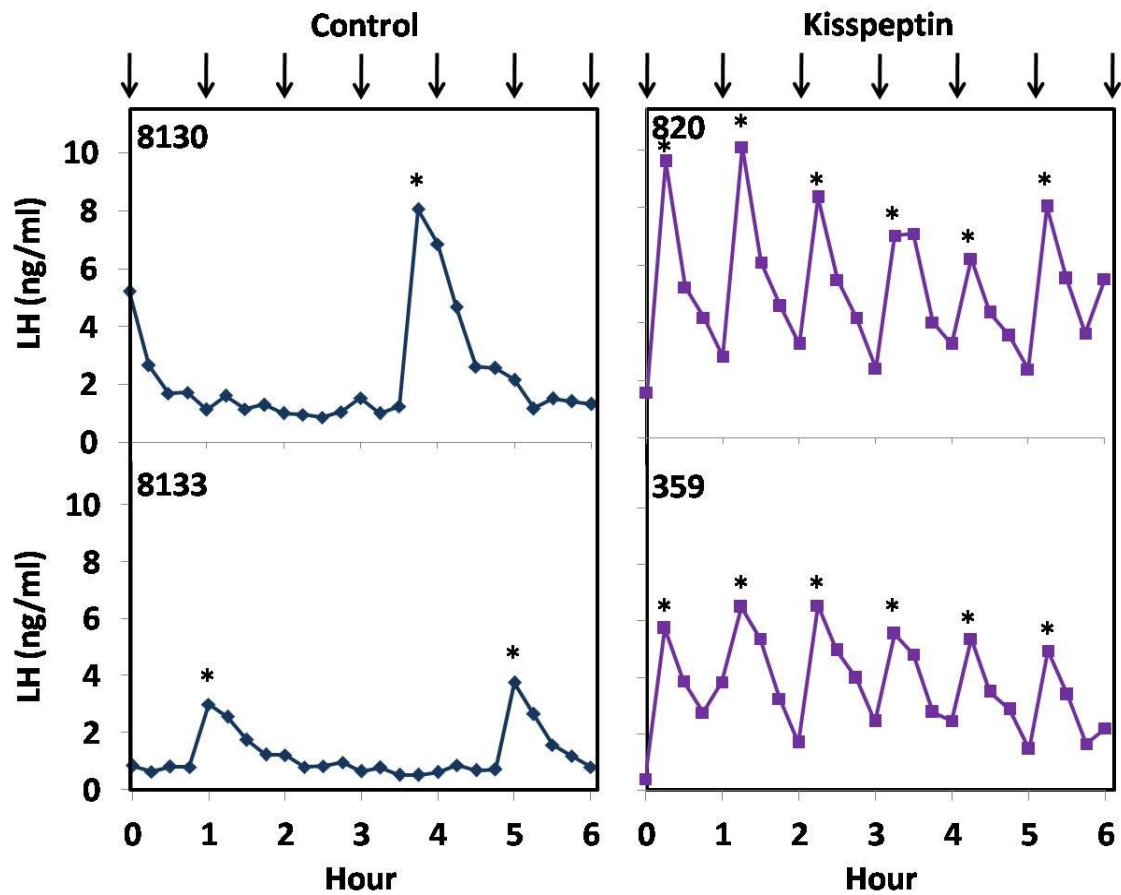 Control Kisspeptin
8130 820
10
8
6
4
2
0
LH (ng/ml)
* * * * * * *
8133 359
10
8
6
4
2
0
LH (ng/ml)
* * * * * * * *
0 1 2 3 4 5 6 0 1 2 3 4 5 6
Hour Hour